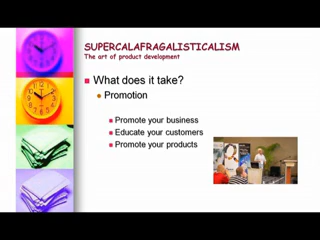 SUPERCALAFRAGALISTICALISM
The art of product development
What does it take?
Promotion
Promote your business
Educate your customers
Promote your products